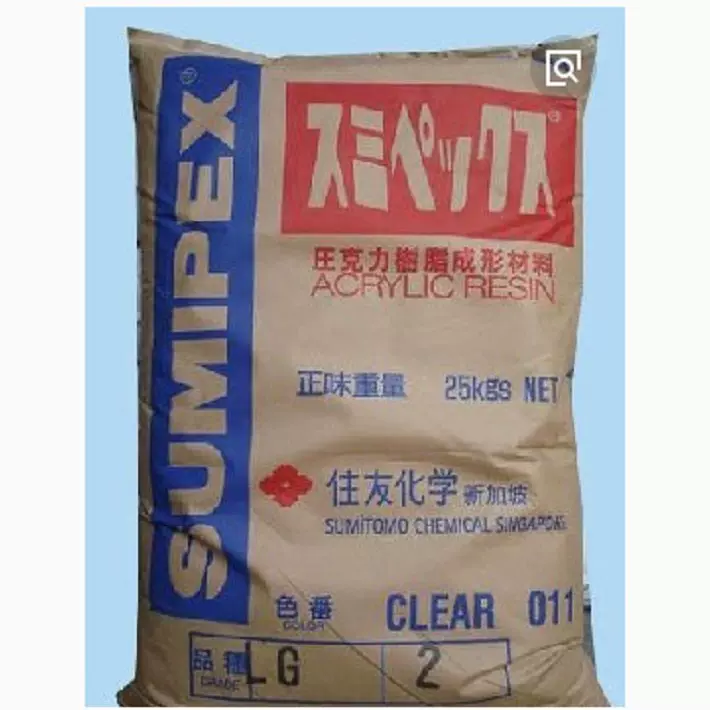 SUMIPEX®
スミペックス®
圧克力樹脂成形材料
ACRYLIC RESIN
正味重量 25kgs NET
住友化学 新加坡
SUMITOMO CHEMICAL SINGAPORE
色番 CLEAR 011
COLOR
品種 LG 2
GRADE